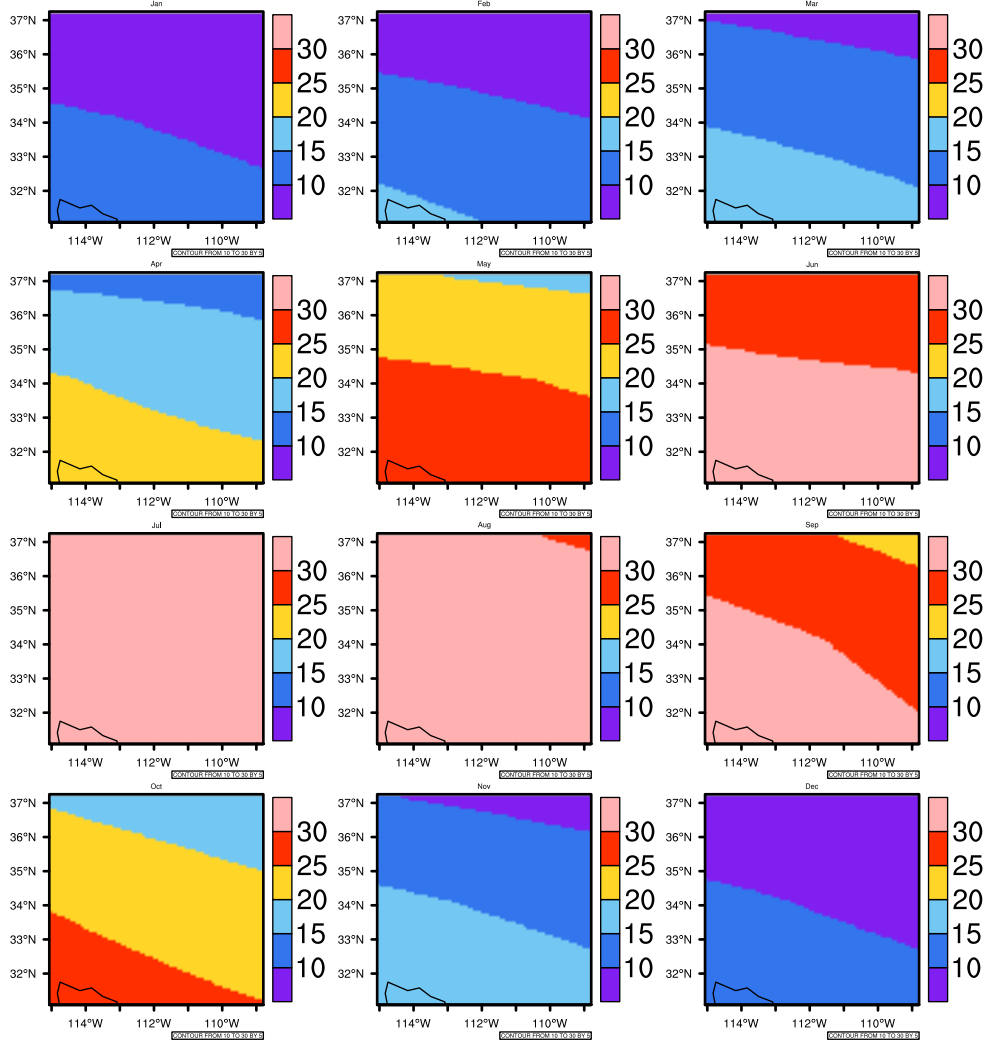 Jan
Feb
Mar
37°N
36°N
35°N
34°N
33°N
32°N
114°W
112°W
110°W
30
25
20
15
10
CONTOUR FROM 10 TO 30 BY 5
37°N
36°N
35°N
34°N
33°N
32°N
114°W
112°W
110°W
30
25
20
15
10
CONTOUR FROM 10 TO 30 BY 5
37°N
36°N
35°N
34°N
33°N
32°N
114°W
112°W
110°W
30
25
20
15
10
CONTOUR FROM 10 TO 30 BY 5
Apr
May
Jun
37°N
36°N
35°N
34°N
33°N
32°N
114°W
112°W
110°W
30
25
20
15
10
CONTOUR FROM 10 TO 30 BY 5
37°N
36°N
35°N
34°N
33°N
32°N
114°W
112°W
110°W
30
25
20
15
10
CONTOUR FROM 10 TO 30 BY 5
37°N
36°N
35°N
34°N
33°N
32°N
114°W
112°W
110°W
30
25
20
15
10
CONTOUR FROM 10 TO 30 BY 5
Jul
Aug
Sep
37°N
36°N
35°N
34°N
33°N
32°N
114°W
112°W
110°W
30
25
20
15
10
CONTOUR FROM 10 TO 30 BY 5
37°N
36°N
35°N
34°N
33°N
32°N
114°W
112°W
110°W
30
25
20
15
10
CONTOUR FROM 10 TO 30 BY 5
37°N
36°N
35°N
34°N
33°N
32°N
114°W
112°W
110°W
30
25
20
15
10
CONTOUR FROM 10 TO 30 BY 5
Oct
Nov
Dec
37°N
36°N
35°N
34°N
33°N
32°N
114°W
112°W
110°W
30
25
20
15
10
CONTOUR FROM 10 TO 30 BY 5
37°N
36°N
35°N
34°N
33°N
32°N
114°W
112°W
110°W
30
25
20
15
10
CONTOUR FROM 10 TO 30 BY 5
37°N
36°N
35°N
34°N
33°N
32°N
114°W
112°W
110°W
30
25
20
15
10
CONTOUR FROM 10 TO 30 BY 5